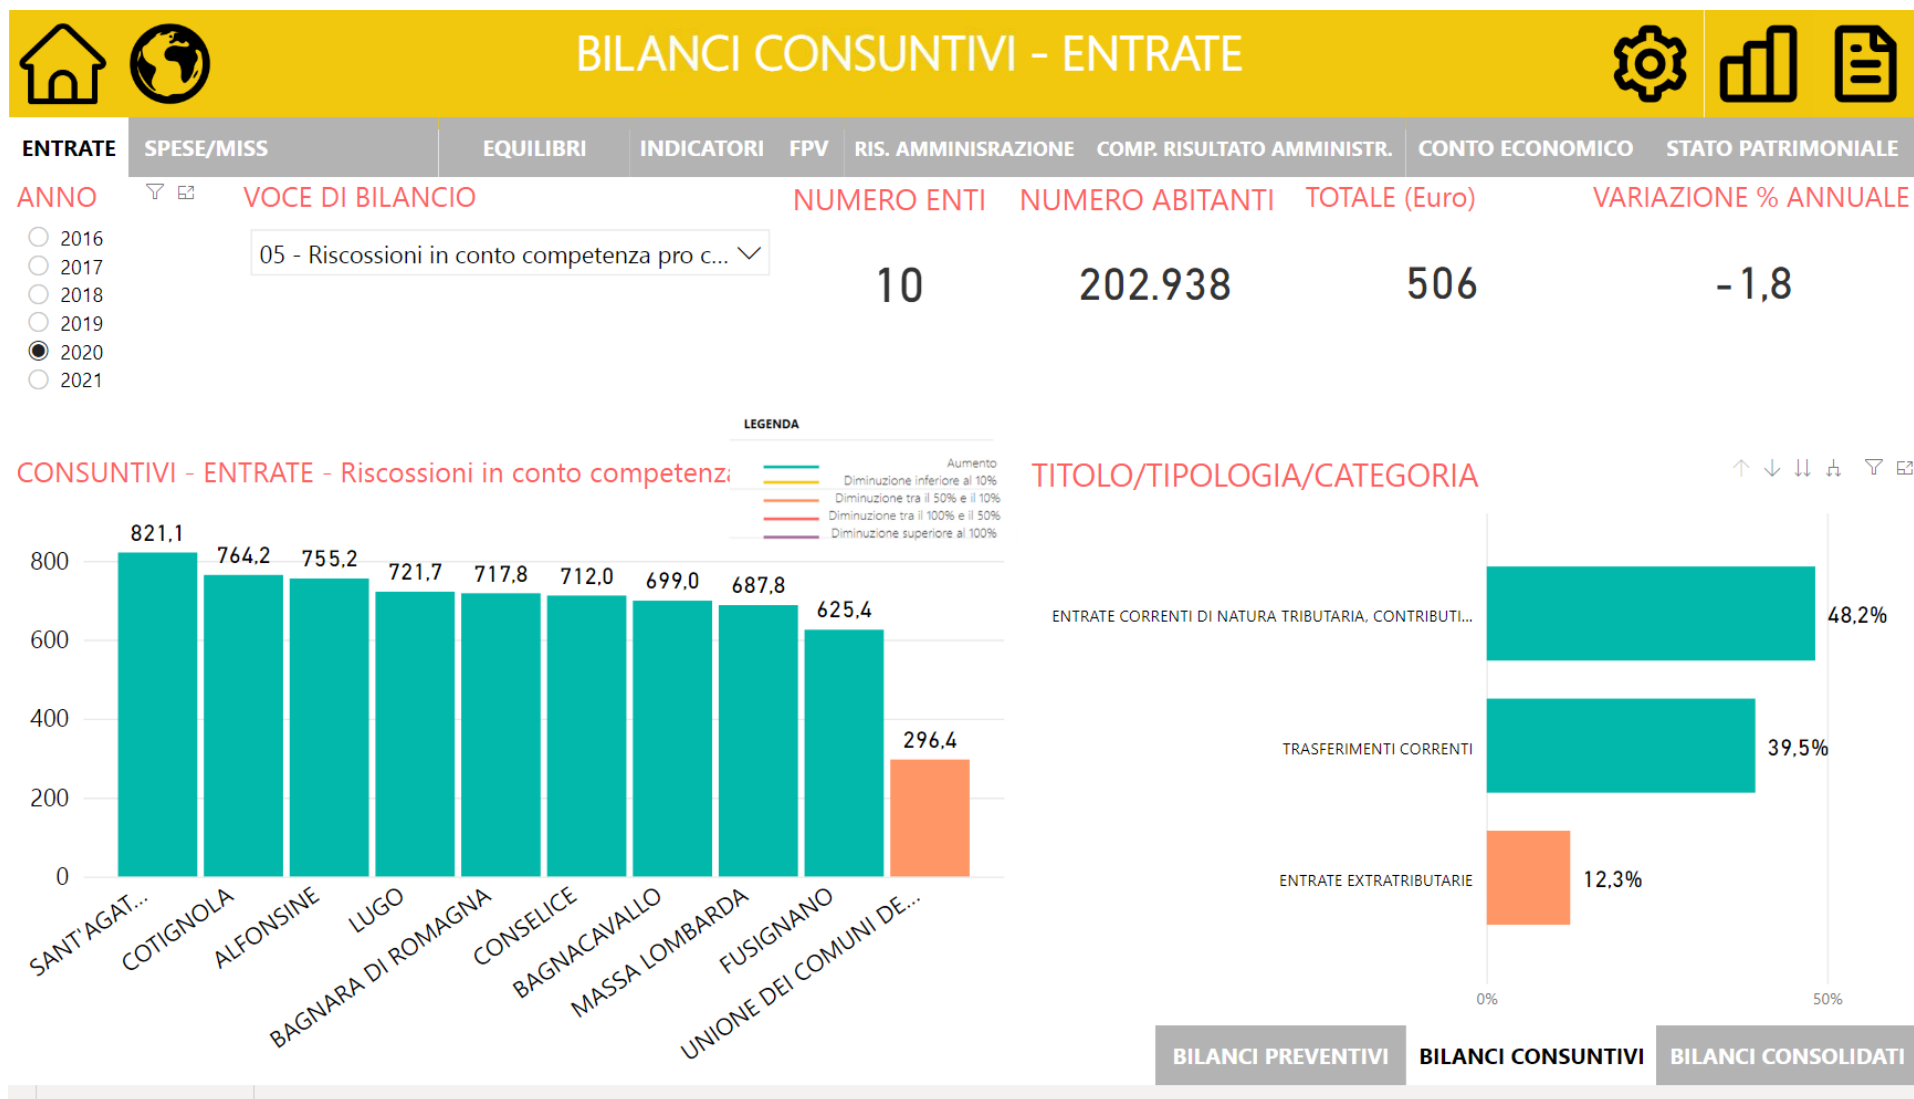 BILANCI CONSUNTIVI - ENTRATE
ENTRATE
SPESE/MISS
EQUILIBRI
INDICATORI
FPV
RIS. AMMINISRAZIONE
COMP. RISULTATO AMMINISTR.
CONTO ECONOMICO
STATO PATRIMONIALE
ANNO
2016
2017
2018
2019
2020
2021
VOCE DI BILANCIO
05 - Riscossioni in conto competenza pro c...
NUMERO ENTI
10
NUMERO ABITANTI
202.938
TOTALE (Euro)
506
VARIAZIONE % ANNUALE
-1,8
LEGENDA
Aumento
Diminuzione inferiore al 10%
Diminuzione tra il 50% e il 10%
Diminuzione tra il 100% e il 50%
Diminuzione superiore al 100%
CONSUNTIVI - ENTRATE - Riscossioni in conto competenza
800
600
400
200
0
821,1
764,2
755,2
721,7
717,8
712,0
699,0
687,8
625,4
296,4
SANT'AGAT...
COTIGNOLA
ALFONSINE
LUGO
BAGNARA DI ROMAGNA
CONSELICE
BAGNACAVALLO
MASSA LOMBARDA
FUSIGNANO
UNIONE DEI COMUNI DE...
TITOLO/TIPOLOGIA/CATEGORIA
ENTRATE CORRENTI DI NATURA TRIBUTARIA, CONTRIBUTI...
48,2%
TRASFERIMENTI CORRENTI
39,5%
ENTRATE EXTRATRIBUTARIE
12,3%
0%
50%
BILANCI PREVENTIVI
BILANCI CONSUNTIVI
BILANCI CONSOLIDATI